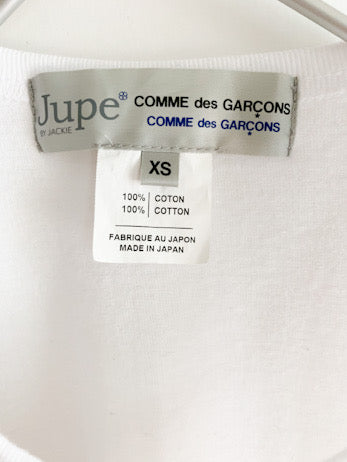 Jupe COMME des GARÇONS
BY JACKIE COMME des GARÇONS
XS
100% COTON
100% COTTON
FABRIQUE AU JAPON
MADE IN JAPAN